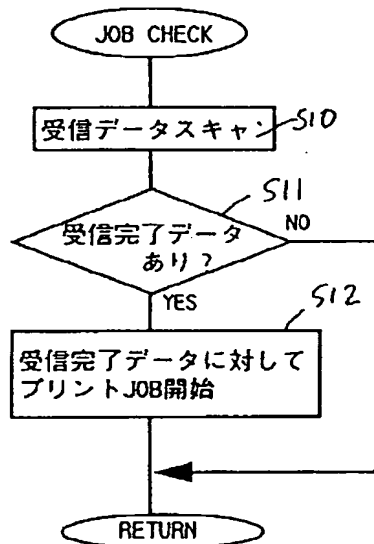 JOB CHECK
受信データスキャン
S10
S11
受信完了データ
あり?
NO
YES
S12
受信完了データに対して
プリントJOB開始
RETURN